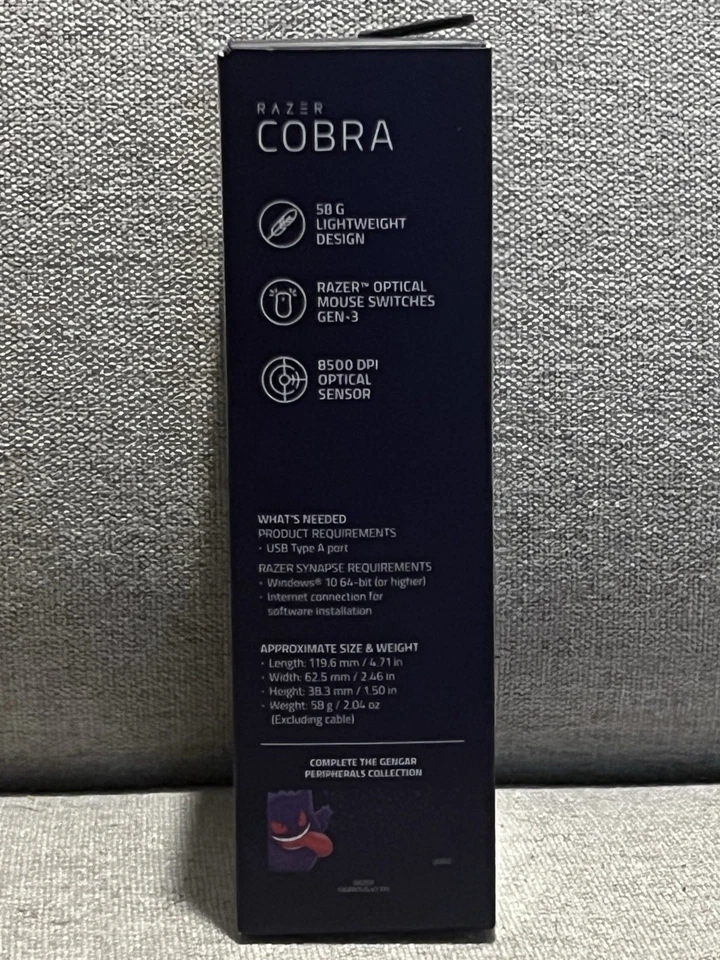 RAZER
COBRA
58 G
LIGHTWEIGHT
DESIGN
RAZER™ OPTICAL
MOUSE SWITCHES
GEN-3
8500 DPI
OPTICAL
SENSOR
WHAT'S NEEDED
PRODUCT REQUIREMENTS
· USB Type A port
RAZER SYNAPSE REQUIREMENTS
· Windows® 10 64-bit (or higher)
· Internet connection for
software installation
APPROXIMATE SIZE & WEIGHT
· Length: 119.6 mm / 4.71 in
· Width: 62.5 mm / 2.46 in
· Height: 38.3 mm / 1.50 in
· Weight: 58 g / 2.04 oz
(Excluding cable)
COMPLETE THE GENGAR
PERIPHERALS COLLECTION
RAZER